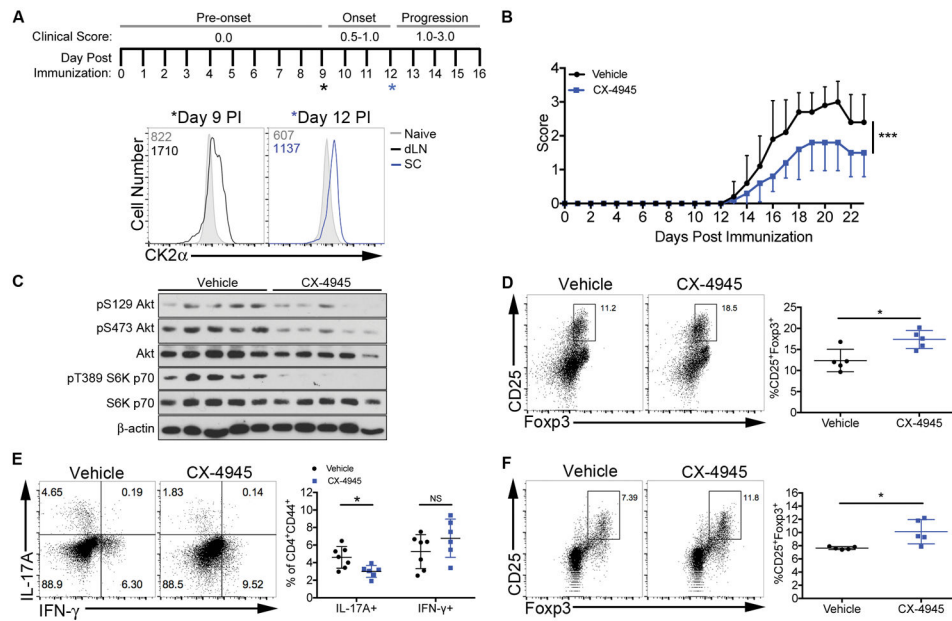 A
Pre-onset Onset Progression
Clinical Score: 0.0 0.5-1.0 1.0-3.0
Day Post
Immunization: 0 1 2 3 4 5 6 7 8 9 10 11 12 13 14 15 16
* *
*Day 9 PI *Day 12 PI
822 607
1710 1137
Naive
dLN
SC
Cell Number
CK2α
B
Vehicle
CX-4945
Score
4
3
2
1
0
***
0 2 4 6 8 10 12 14 16 18 20 22
Days Post Immunization
C
Vehicle CX-4945
pS129 Akt
pS473 Akt
Akt
pT389 S6K p70
S6K p70
β-actin
D
Vehicle CX-4945
11.2 18.5
CD25
Foxp3
%CD25⁺Foxp3⁺
25
20
15
10
5
0
*
Vehicle CX-4945
E
Vehicle CX-4945
4.65 0.19 1.83 0.14
88.9 6.30 88.5 9.52
IL-17A
IFN-γ
Vehicle
CX-4945
% of CD4⁺CD44⁺
12
10
8
6
4
2
0
* NS
IL-17A+ IFN-γ+
F
Vehicle CX-4945
7.39 11.8
CD25
Foxp3
%CD25⁺Foxp3⁺
16
14
12
10
8
6
4
2
0
*
Vehicle CX-4945